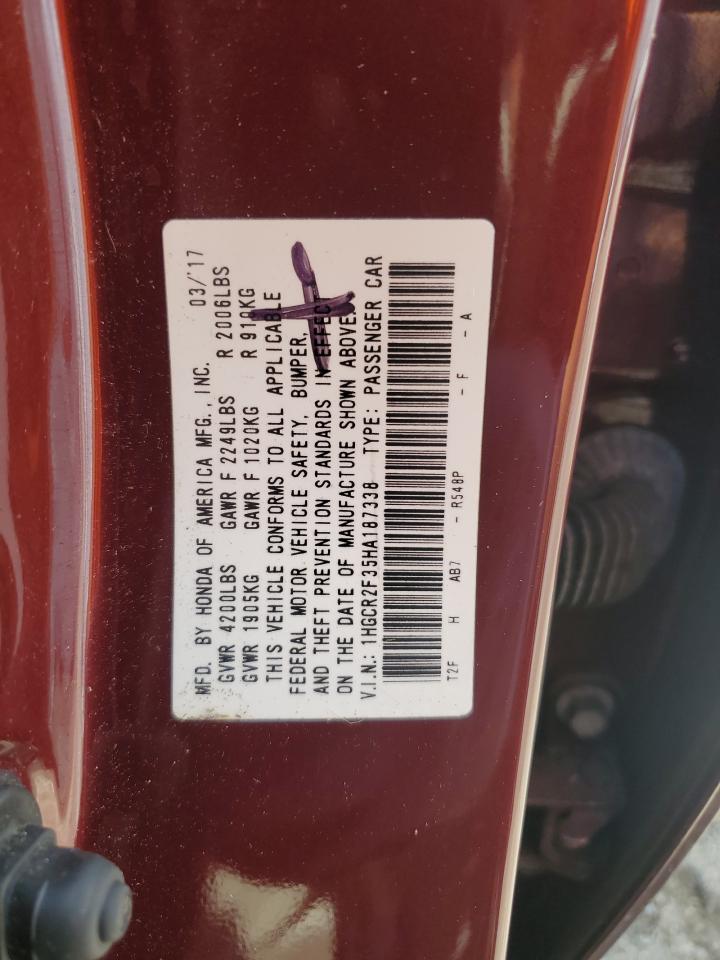 MFD. BY HONDA OF AMERICA MFG., INC. 03/'17
GVWR 4200LBS GAWR F 2249LBS R 2006LBS
GVWR 1905KG GAWR F 1020KG R 910KG
THIS VEHICLE CONFORMS TO ALL APPLICABLE
FEDERAL MOTOR VEHICLE SAFETY, BUMPER,
AND THEFT PREVENTION STANDARDS IN EFFECT
ON THE DATE OF MANUFACTURE SHOWN ABOVE.
V.I.N.: 1HGCR2F35HA187338 TYPE: PASSENGER CAR
T2F H AB7 - R548P - F - A